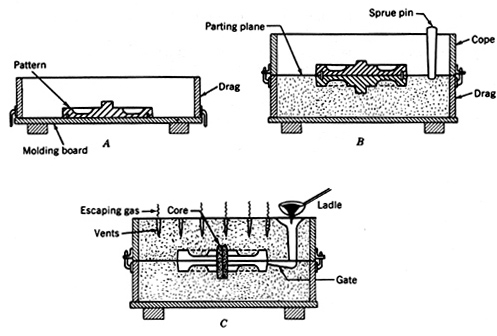 Pattern
Drag
Molding board
A
Sprue pin
Parting plane
Cope
Drag
B
Escaping gas
Core
Ladle
Vents
Gate
C